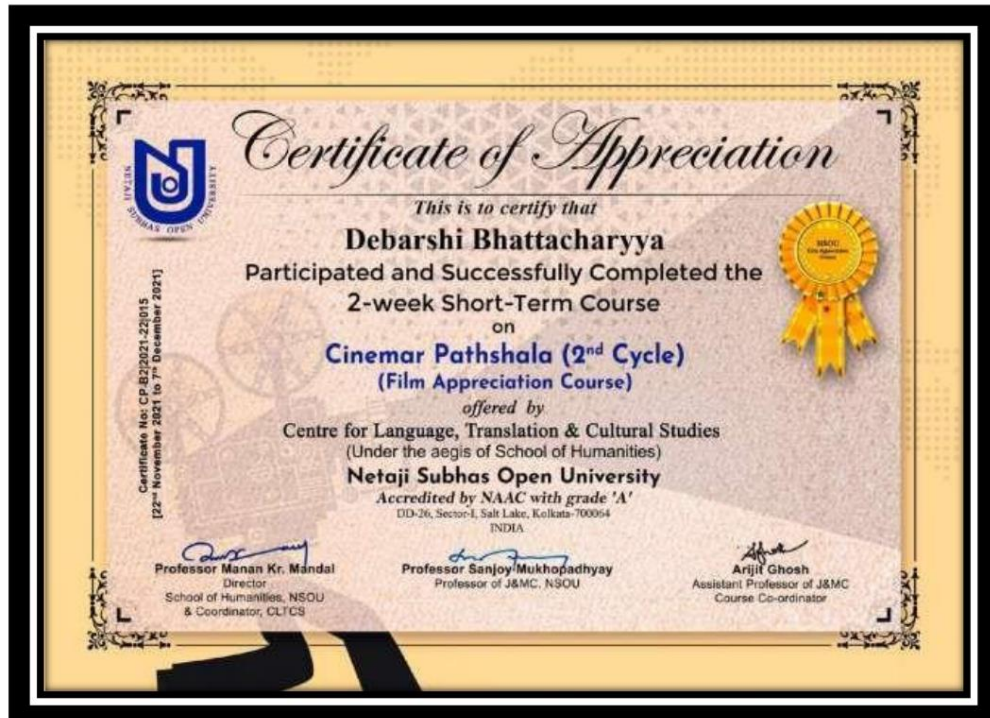 Certificate of Appreciation
NETAJI SUBHAS OPEN UNIVERSITY
This is to certify that
Debarshi Bhattacharyya
Participated and Successfully Completed the
2-week Short-Term Course
on
Cinemar Pathshala (2nd Cycle)
(Film Appreciation Course)
offered by
Centre for Language, Translation & Cultural Studies
(Under the aegis of School of Humanities)
Netaji Subhas Open University
Accredited by NAAC with grade 'A'
DD-26, Sector-I, Salt Lake, Kolkata-700064
INDIA
NSOU
Film Appreciation
Course
Certificate No: CP-B2|2021-22|015
[22nd November 2021 to 7th December 2021]
Professor Manan Kr. Mandal
Director
School of Humanities, NSOU
& Coordinator, CLTCS
Professor Sanjoy Mukhopadhyay
Professor of J&MC, NSOU
Arijit Ghosh
Assistant Professor of J&MC
Course Co-ordinator